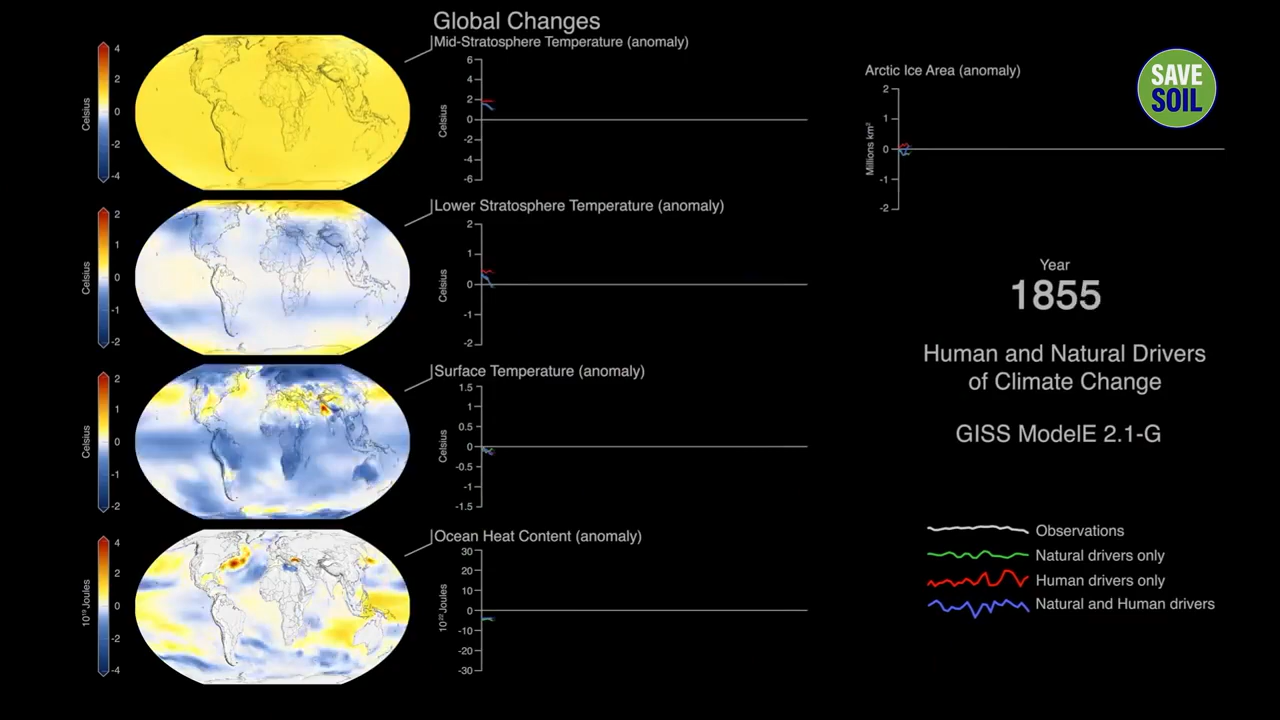 Global Changes
Mid-Stratosphere Temperature (anomaly)
4
2
0
-2
-4
Celsius
6
4
2
0
-2
-4
-6
Celsius
Arctic Ice Area (anomaly)
2
1
0
-1
-2
Millions km²
SAVE
SOIL
Lower Stratosphere Temperature (anomaly)
2
1
0
-1
-2
Celsius
2
1
0
-1
-2
Celsius
Year
1855
Human and Natural Drivers
of Climate Change
GISS ModelE 2.1-G
Surface Temperature (anomaly)
2
1
0
-1
-2
Celsius
1.5
1
0.5
0
-0.5
-1
-1.5
Celsius
Ocean Heat Content (anomaly)
4
2
0
-2
-4
10¹⁹ Joules
30
20
10
0
-10
-20
-30
10²² Joules
Observations
Natural drivers only
Human drivers only
Natural and Human drivers